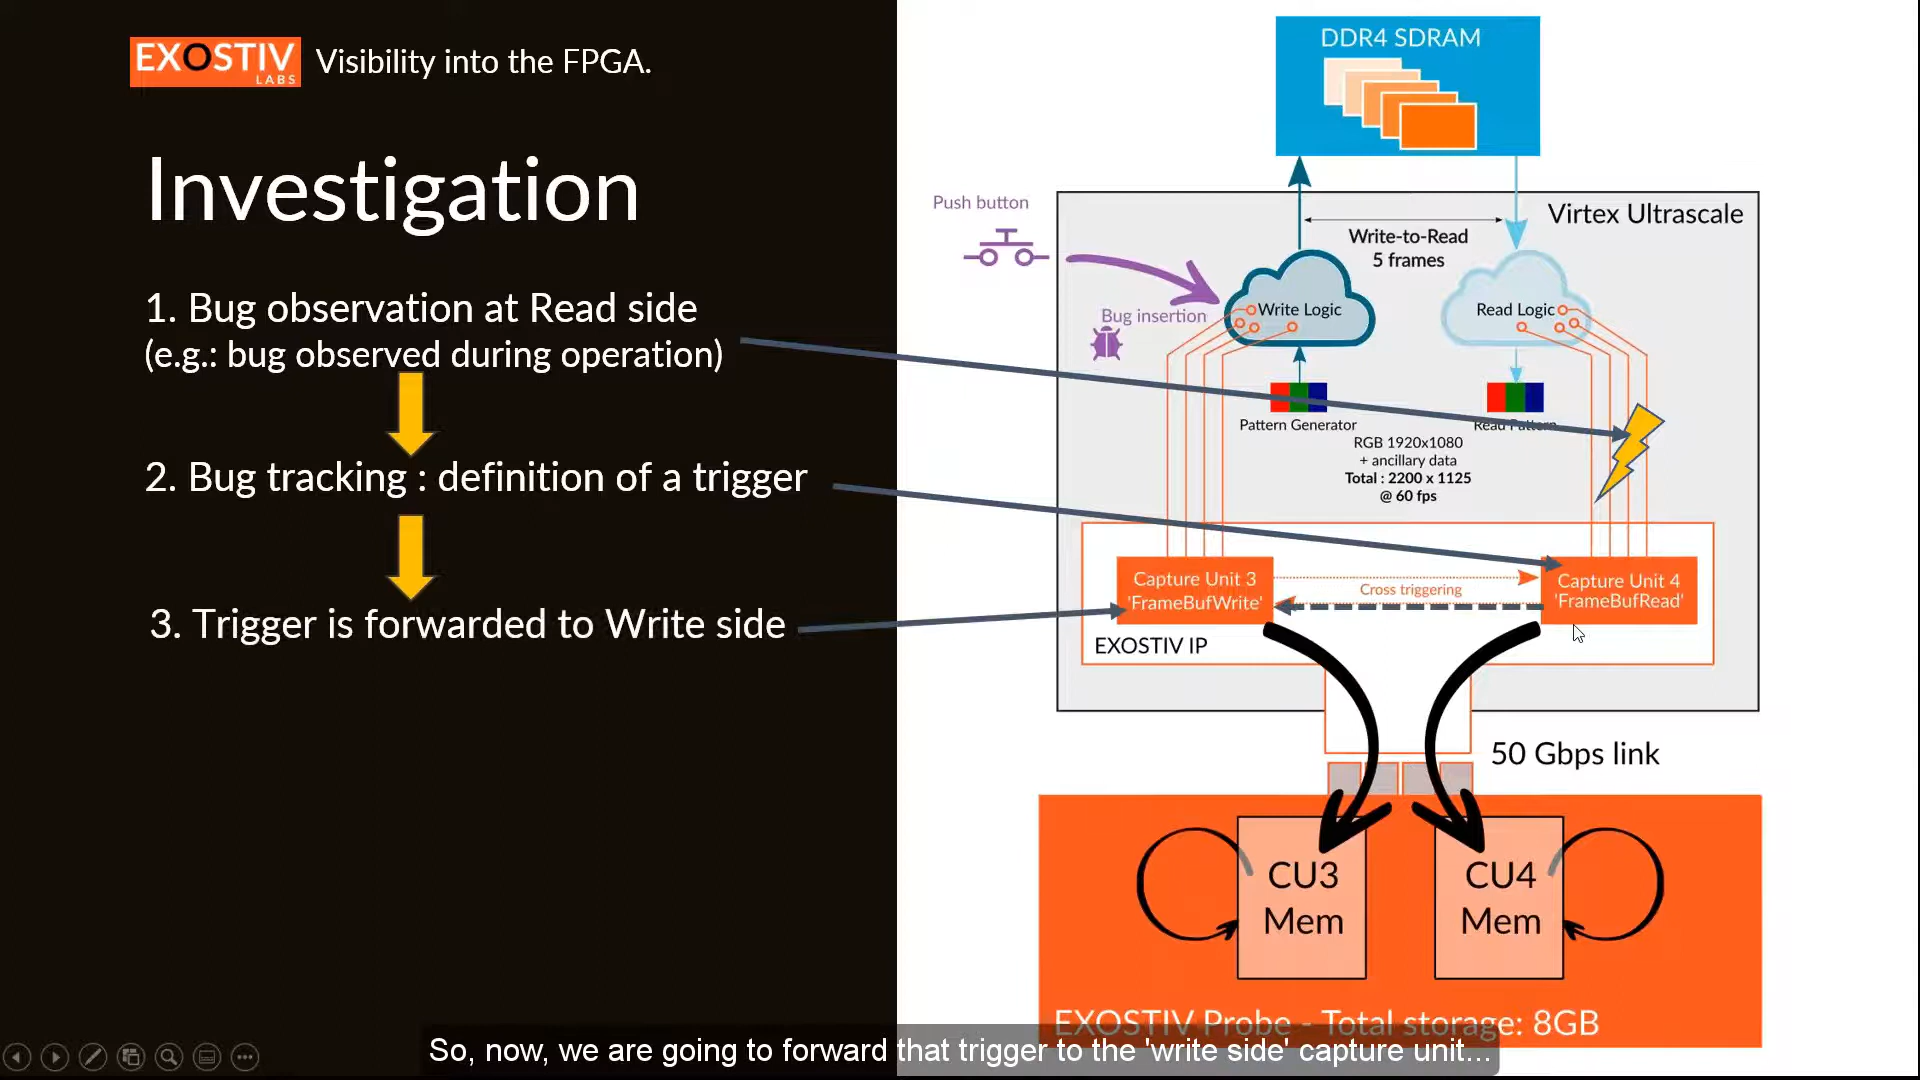 EXOSTIV
LABS
Visibility into the FPGA.
Investigation
1. Bug observation at Read side
(e.g.: bug observed during operation)
2. Bug tracking : definition of a trigger
3. Trigger is forwarded to Write side
DDR4 SDRAM
Push button
Virtex Ultrascale
Write-to-Read
5 frames
Bug insertion
Write Logic
Read Logic
Pattern Generator
Read Pattern
RGB 1920x1080
+ ancillary data
Total : 2200 x 1125
@ 60 fps
Capture Unit 3
'FrameBufWrite'
Cross triggering
Capture Unit 4
'FrameBufRead'
EXOSTIV IP
50 Gbps link
CU3
Mem
CU4
Mem
EXOSTIV Probe - Total storage: 8GB
So, now, we are going to forward that trigger to the 'write side' capture unit...